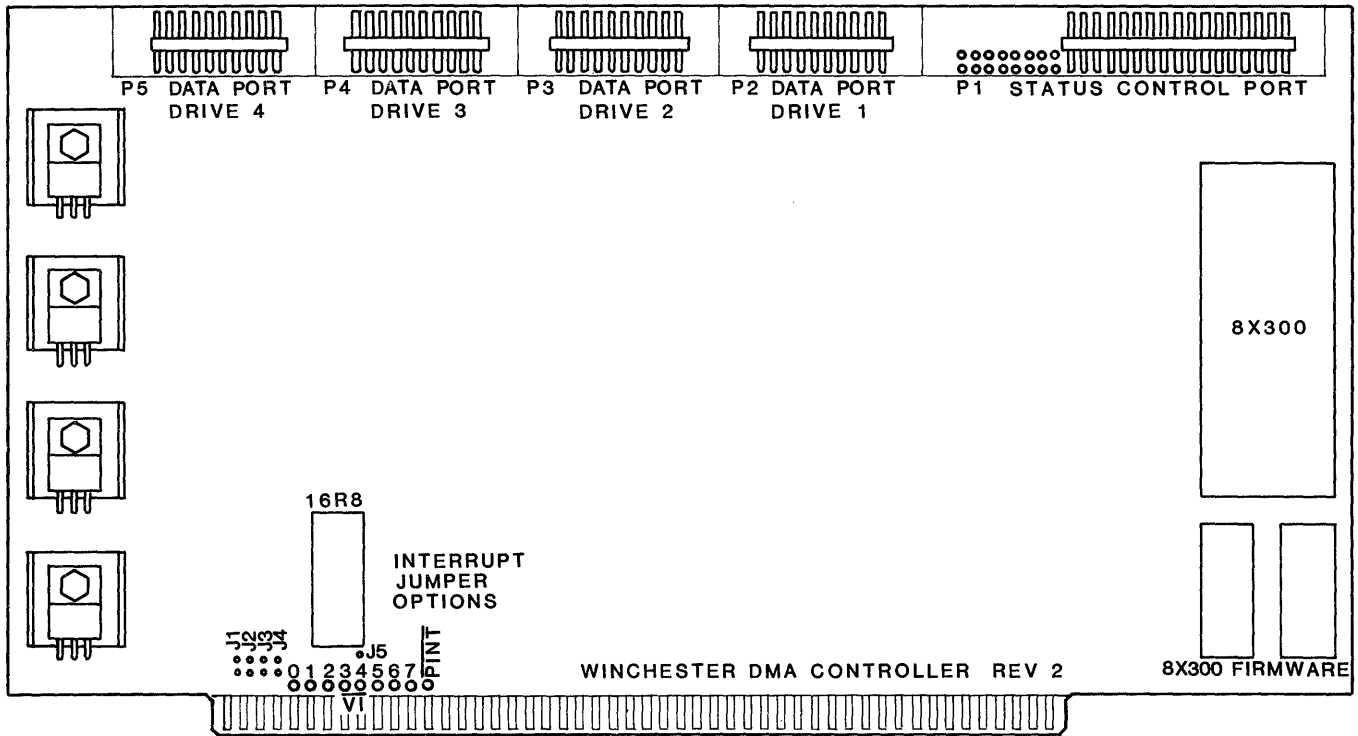 P5 DATA PORT
DRIVE 4
P4 DATA PORT
DRIVE 3
P3 DATA PORT
DRIVE 2
P2 DATA PORT
DRIVE 1
P1 STATUS CONTROL PORT
8X300
16R8
INTERRUPT
JUMPER
OPTIONS
J1
J2
J3
J4
J5
0 1 2 3 4 5 6 7 PINT
VI
WINCHESTER DMA CONTROLLER REV 2
8X300 FIRMWARE